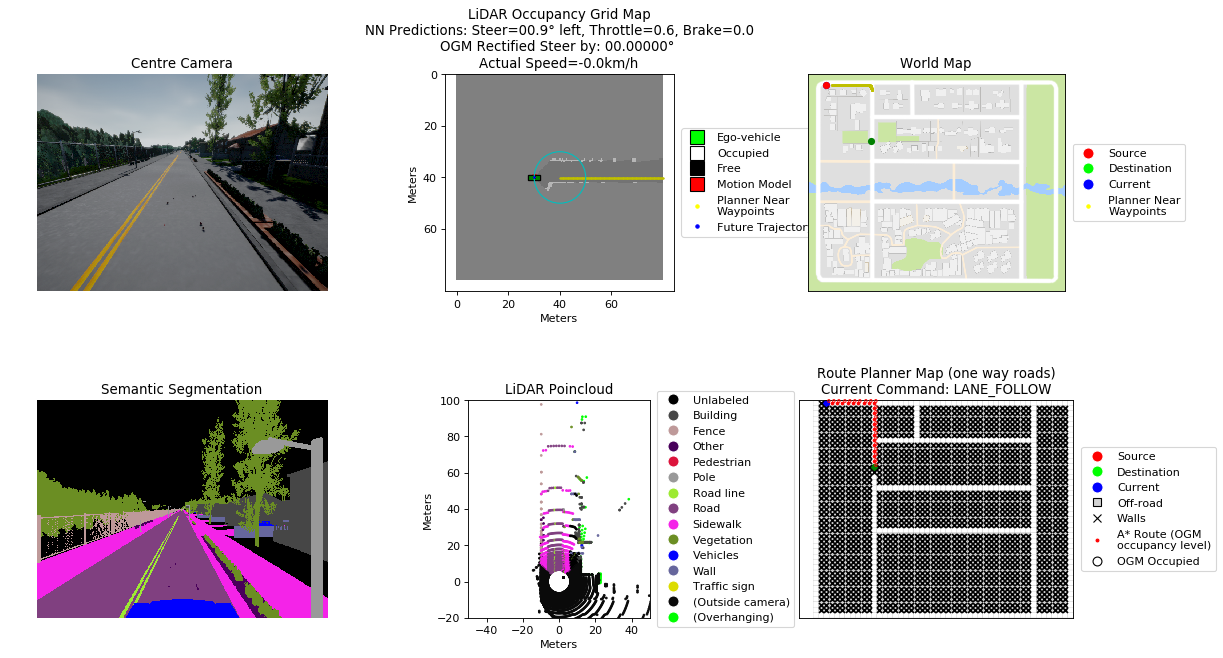 LiDAR Occupancy Grid Map
NN Predictions: Steer=00.9° left, Throttle=0.6, Brake=0.0
OGM Rectified Steer by: 00.00000°
Actual Speed=-0.0km/h
Centre Camera
World Map
0
20
40
60
Meters
0
20
40
60
Meters
Ego-vehicle
Occupied
Free
Motion Model
Planner Near
Waypoints
Future Trajector
Source
Destination
Current
Planner Near
Waypoints
Semantic Segmentation
LiDAR Poincloud
Route Planner Map (one way roads)
Current Command: LANE_FOLLOW
100
80
60
40
20
0
−20
Meters
−40
−20
0
20
40
Meters
Unlabeled
Building
Fence
Other
Pedestrian
Pole
Road line
Road
Sidewalk
Vegetation
Vehicles
Wall
Traffic sign
(Outside camera)
(Overhanging)
Source
Destination
Current
Off-road
Walls
A* Route (OGM
occupancy level)
OGM Occupied